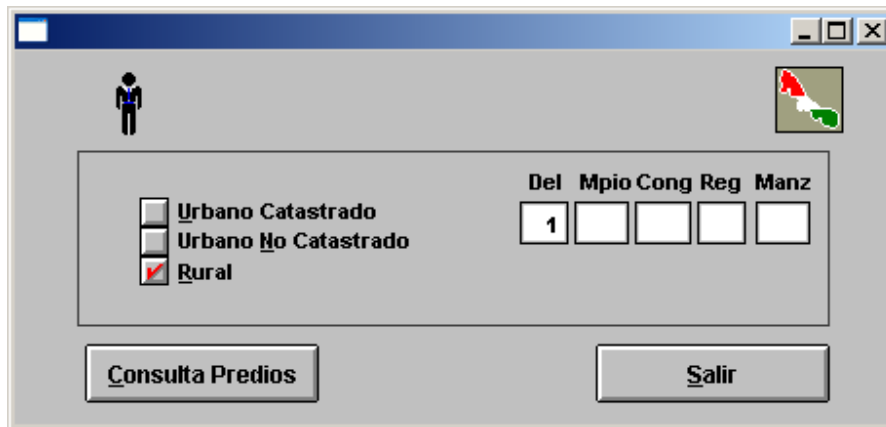 Del Mpio Cong Reg Manz
Urbano Catastrado
1
Urbano No Catastrado
Rural
Consulta Predios
Salir